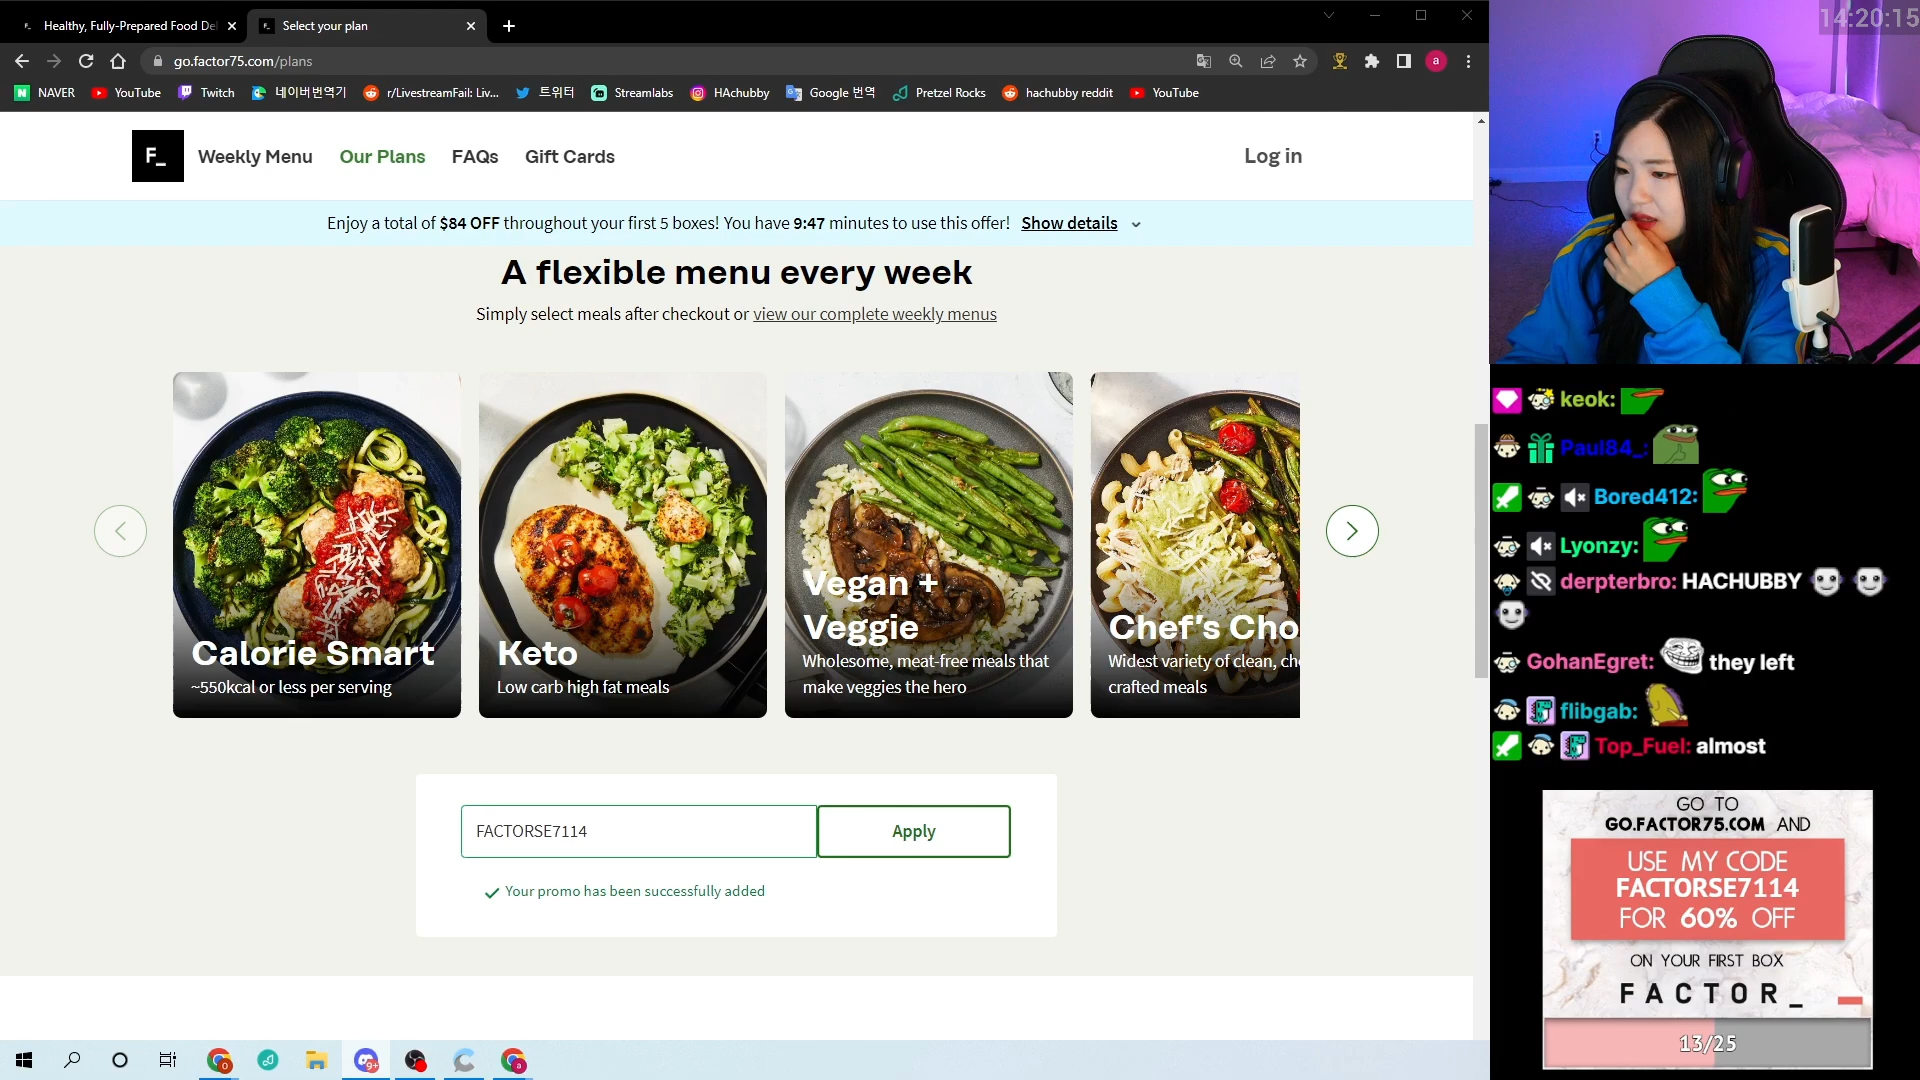 Healthy, Fully-Prepared Food Del
Select your plan
go.factor75.com/plans
NAVER
YouTube
Twitch
네이버번역기
r/LivestreamFail: Liv...
트위터
Streamlabs
HAchubby
Google 번역
Pretzel Rocks
hachubby reddit
YouTube
F_
Weekly Menu
Our Plans
FAQs
Gift Cards
Log in
Enjoy a total of $84 OFF throughout your first 5 boxes! You have 9:47 minutes to use this offer! Show details
A flexible menu every week
Simply select meals after checkout or view our complete weekly menus
Calorie Smart
~550kcal or less per serving
Keto
Low carb high fat meals
Vegan +
Veggie
Wholesome, meat-free meals that
make veggies the hero
Chef's Cho
Widest variety of clean, che
crafted meals
FACTORSE7114
Apply
Your promo has been successfully added
14:20:15
keok:
Paul84_:
Bored412:
Lyonzy:
derpterbro: HACHUBBY
GohanEgret: they left
flibgab:
Top_Fuel: almost
GO TO
GO.FACTOR75.COM AND
USE MY CODE
FACTORSE7114
FOR 60% OFF
ON YOUR FIRST BOX
FACTOR_
13/25